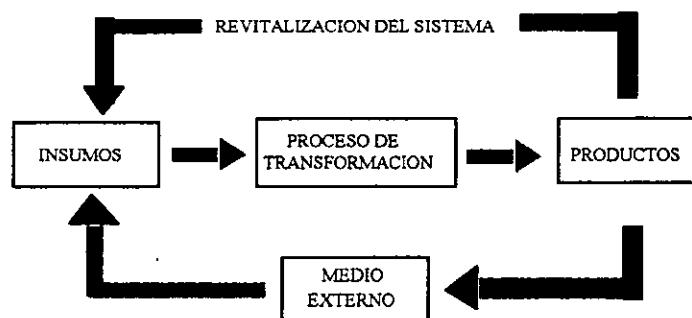 REVITALIZACION DEL SISTEMA
INSUMOS
PROCESO DE
TRANSFORMACION
PRODUCTOS
MEDIO
EXTERNO